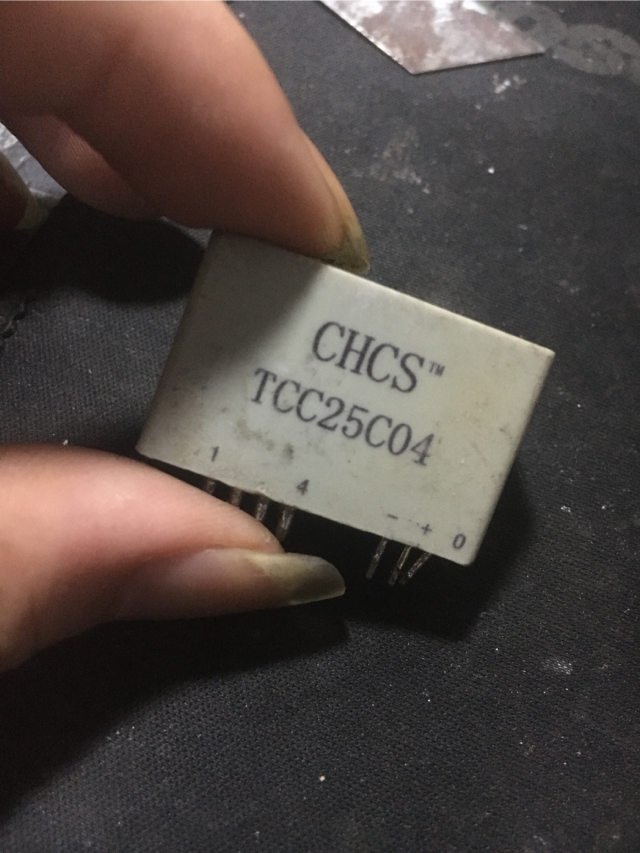 CHCS™
TCC25C04
1 4 - + 0